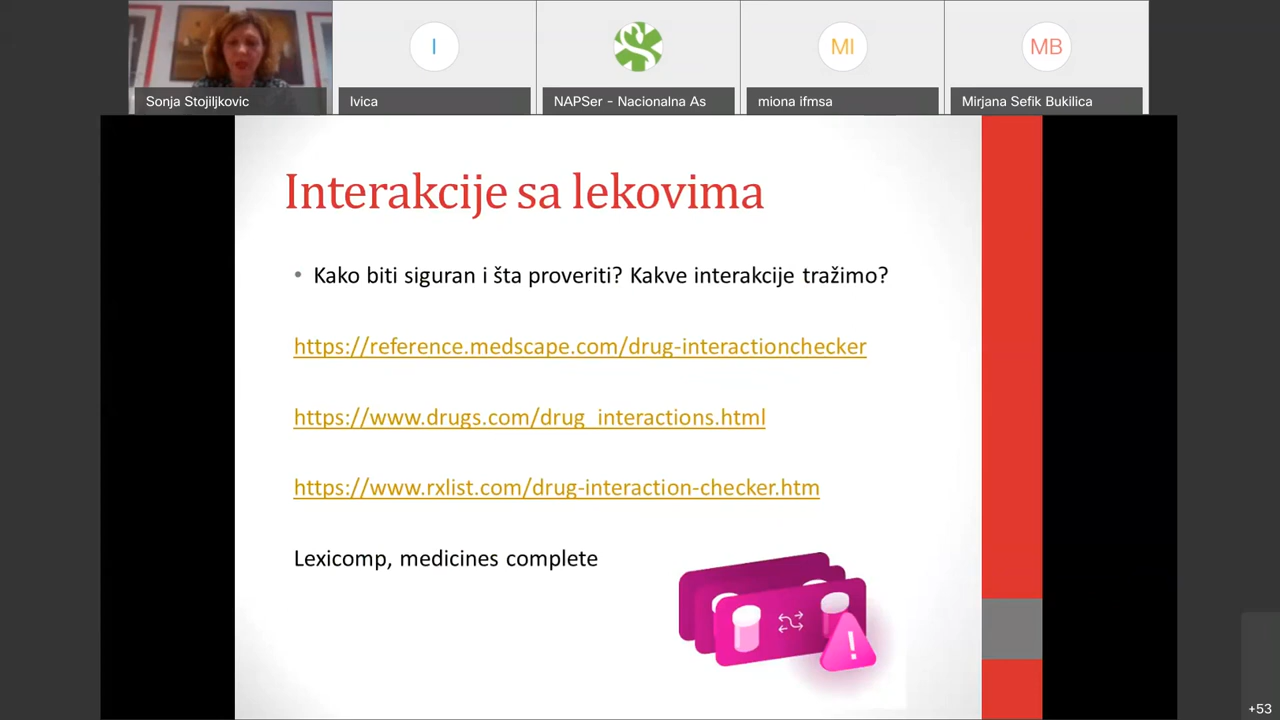 I
MI
MB
Sonja Stojiljkovic
Ivica
NAPSer - Nacionalna As
miona ifmsa
Mirjana Sefik Bukilica
Interakcije sa lekovima
• Kako biti siguran i šta proveriti? Kakve interakcije tražimo?
https://reference.medscape.com/drug-interactionchecker
https://www.drugs.com/drug_interactions.html
https://www.rxlist.com/drug-interaction-checker.htm
Lexicomp, medicines complete
!
+53